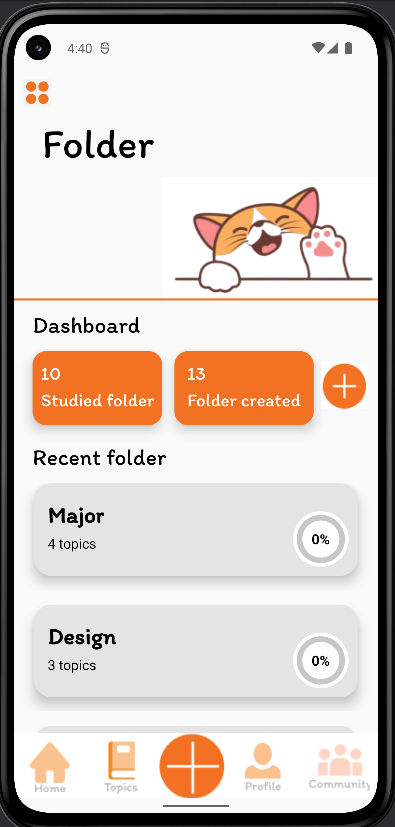 4:40
Folder
Dashboard
10
Studied folder
13
Folder created
Recent folder
Major
4 topics
0%
Design
3 topics
0%
Home
Topics
Profile
Community